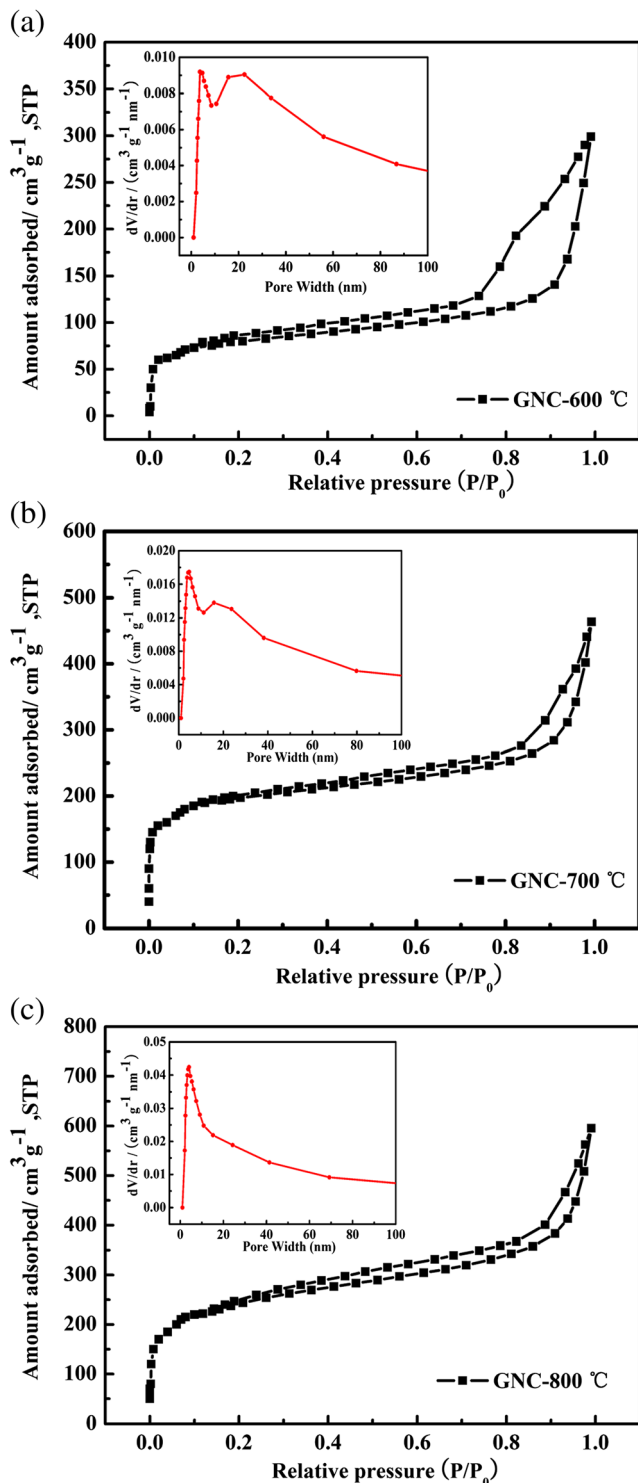 (a)
400
350
300
250
200
150
100
50
0
Amount adsorbed/ cm³g⁻¹ ,STP
0.010
0.008
0.006
0.004
0.002
0.000
dV/dr / (cm³ g⁻¹ nm⁻¹)
0 20 40 60 80 100
Pore Width (nm)
GNC-600 ℃
0.0 0.2 0.4 0.6 0.8 1.0
Relative pressure (P/P₀)
(b)
600
500
400
300
200
100
0
Amount adsorbed/ cm³g⁻¹ ,STP
0.020
0.016
0.012
0.008
0.004
0.000
dV/dr / (cm³ g⁻¹ nm⁻¹)
0 20 40 60 80 100
Pore Width (nm)
GNC-700 ℃
0.0 0.2 0.4 0.6 0.8 1.0
Relative pressure (P/P₀)
(c)
800
700
600
500
400
300
200
100
0
Amount adsorbed/ cm³g⁻¹ ,STP
0.05
0.04
0.03
0.02
0.01
0.00
dV/dr / (cm³ g⁻¹ nm⁻¹)
0 20 40 60 80 100
Pore Width (nm)
GNC-800 ℃
0.0 0.2 0.4 0.6 0.8 1.0
Relative pressure (P/P₀)